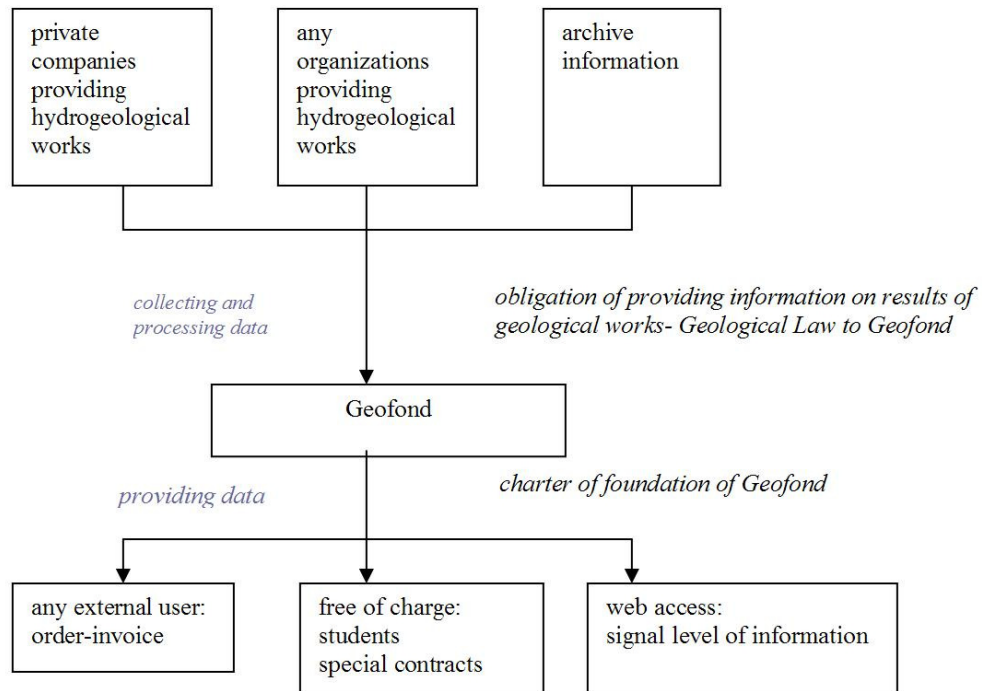 private
companies
providing
hydrogeological
works
any
organizations
providing
hydrogeological
works
archive
information
collecting and
processing data
obligation of providing information on results of
geological works- Geological Law to Geofond
Geofond
providing data
charter of foundation of Geofond
any external user:
order-invoice
free of charge:
students
special contracts
web access:
signal level of information